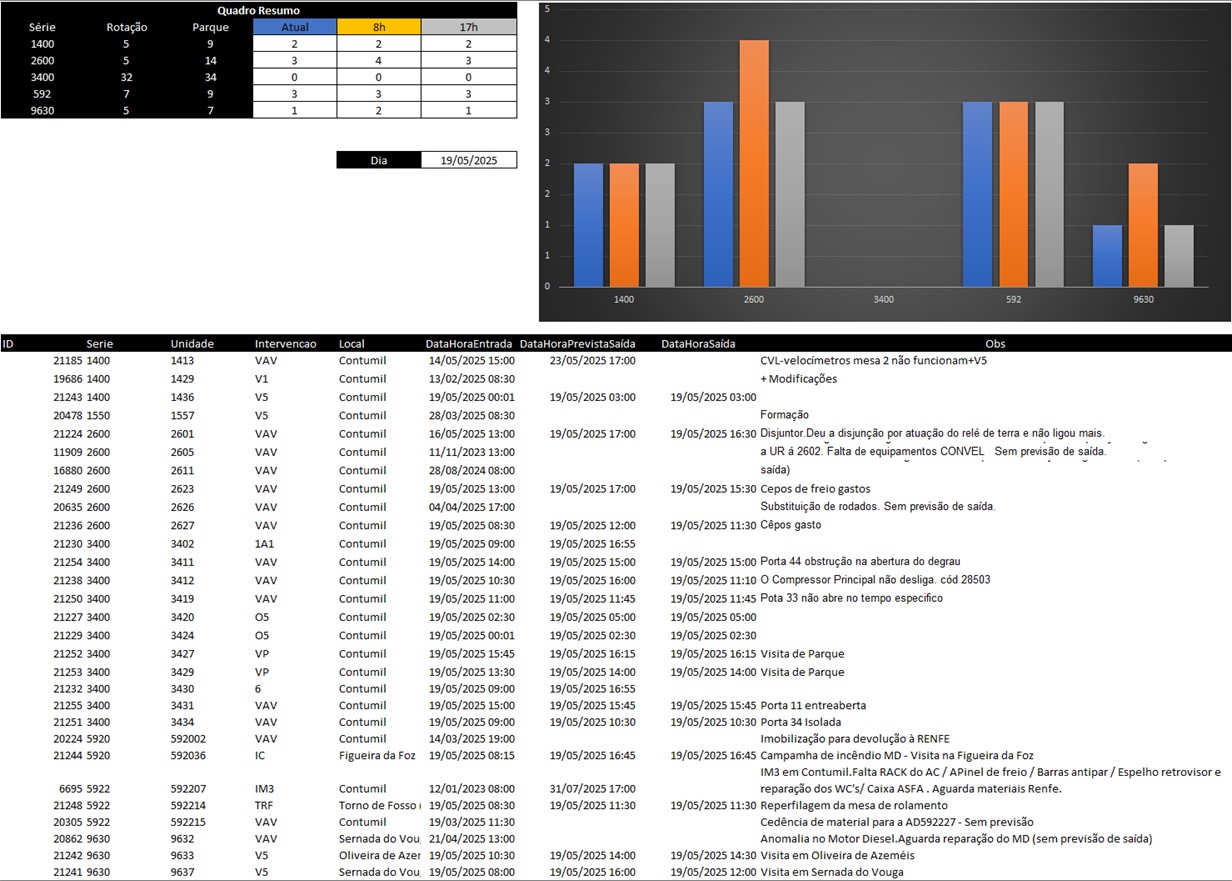 Quadro Resumo
Série Rotação Parque Atual 8h 17h
1400 5 9 2 2 2
2600 5 14 3 4 3
3400 32 34 0 0 0
592 7 9 3 3 3
9630 5 7 1 2 1
Dia 19/05/2025
5
4
4
3
3
2
2
1
1
0
1400 2600 3400 592 9630
ID Serie Unidade Intervencao Local DataHoraEntrada DataHoraPrevistaSaída DataHoraSaída Obs
21185 1400 1413 VAV Contumil 14/05/2025 15:00 23/05/2025 17:00 CVL-velocímetros mesa 2 não funcionam+V5
19686 1400 1429 V1 Contumil 13/02/2025 08:30 + Modificações
21243 1400 1436 V5 Contumil 19/05/2025 00:01 19/05/2025 03:00 19/05/2025 03:00
20478 1550 1557 V5 Contumil 28/03/2025 08:30 Formação
21224 2600 2601 VAV Contumil 16/05/2025 13:00 19/05/2025 17:00 19/05/2025 16:30 Disjuntor.Deu a disjunção por atuação do relé de terra e não ligou mais.
11909 2600 2605 VAV Contumil 11/11/2023 13:00 a UR á 2602. Falta de equipamentos CONVEL Sem previsão de saída.
16880 2600 2611 VAV Contumil 28/08/2024 08:00 saída)
21249 2600 2623 VAV Contumil 19/05/2025 13:00 19/05/2025 17:00 19/05/2025 15:30 Cepos de freio gastos
20635 2600 2626 VAV Contumil 04/04/2025 17:00 Substituição de rodados. Sem previsão de saída.
21236 2600 2627 VAV Contumil 19/05/2025 08:30 19/05/2025 12:00 19/05/2025 11:30 Cêpos gasto
21230 3400 3402 1A1 Contumil 19/05/2025 09:00 19/05/2025 16:55
21254 3400 3411 VAV Contumil 19/05/2025 14:00 19/05/2025 15:00 19/05/2025 15:00 Porta 44 obstrução na abertura do degrau
21238 3400 3412 VAV Contumil 19/05/2025 10:30 19/05/2025 16:00 19/05/2025 11:10 O Compressor Principal não desliga. cód 28503
21250 3400 3419 VAV Contumil 19/05/2025 11:00 19/05/2025 11:45 19/05/2025 11:45 Pota 33 não abre no tempo especifico
21227 3400 3420 O5 Contumil 19/05/2025 02:30 19/05/2025 05:00 19/05/2025 05:00
21229 3400 3424 O5 Contumil 19/05/2025 00:01 19/05/2025 02:30 19/05/2025 02:30
21252 3400 3427 VP Contumil 19/05/2025 15:45 19/05/2025 16:15 19/05/2025 16:15 Visita de Parque
21253 3400 3429 VP Contumil 19/05/2025 13:30 19/05/2025 14:00 19/05/2025 14:00 Visita de Parque
21232 3400 3430 6 Contumil 19/05/2025 09:00 19/05/2025 16:55
21255 3400 3431 VAV Contumil 19/05/2025 15:00 19/05/2025 15:45 19/05/2025 15:45 Porta 11 entreaberta
21251 3400 3434 VAV Contumil 19/05/2025 09:00 19/05/2025 10:30 19/05/2025 10:30 Porta 34 Isolada
20224 5920 592002 VAV Contumil 14/03/2025 19:00 Imobilização para devolução à RENFE
21244 5920 592036 IC Figueira da Foz 19/05/2025 08:15 19/05/2025 16:45 19/05/2025 16:45 Campanha de incêndio MD - Visita na Figueira da Foz
IM3 em Contumil.Falta RACK do AC / APinel de freio / Barras antipar / Espelho retrovisor e
6695 5922 592207 IM3 Contumil 12/01/2023 08:00 31/07/2025 17:00 reparação dos WC's/ Caixa ASFA . Aguarda materiais Renfe.
21248 5922 592214 TRF Torno de Fosso ( 19/05/2025 08:30 19/05/2025 11:30 19/05/2025 11:30 Reperfilagem da mesa de rolamento
20305 5922 592215 VAV Contumil 19/03/2025 11:30 Cedência de material para a AD592227 - Sem previsão
20862 9630 9632 VAV Sernada do Vou 21/04/2025 13:00 Anomalia no Motor Diesel.Aguarda reparação do MD (sem previsão de saída)
21242 9630 9633 V5 Oliveira de Azer 19/05/2025 10:30 19/05/2025 14:00 19/05/2025 14:30 Visita em Oliveira de Azeméis
21241 9630 9637 V5 Sernada do Vou 19/05/2025 08:00 19/05/2025 16:00 19/05/2025 12:00 Visita em Sernada do Vouga